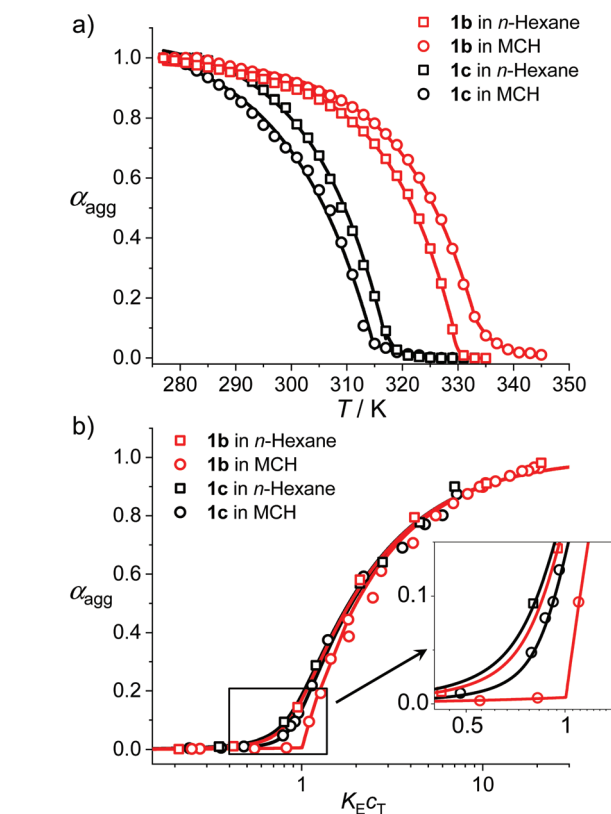 a)
1b in n-Hexane
1b in MCH
1c in n-Hexane
1c in MCH
1.0
0.8
0.6
0.4
0.2
0.0
αagg
280 290 300 310 320 330 340 350
T / K
b)
1b in n-Hexane
1b in MCH
1c in n-Hexane
1c in MCH
1.0
0.8
0.6
0.4
0.2
0.0
αagg
0.1
0.0
0.5 1
1 10
KEcT